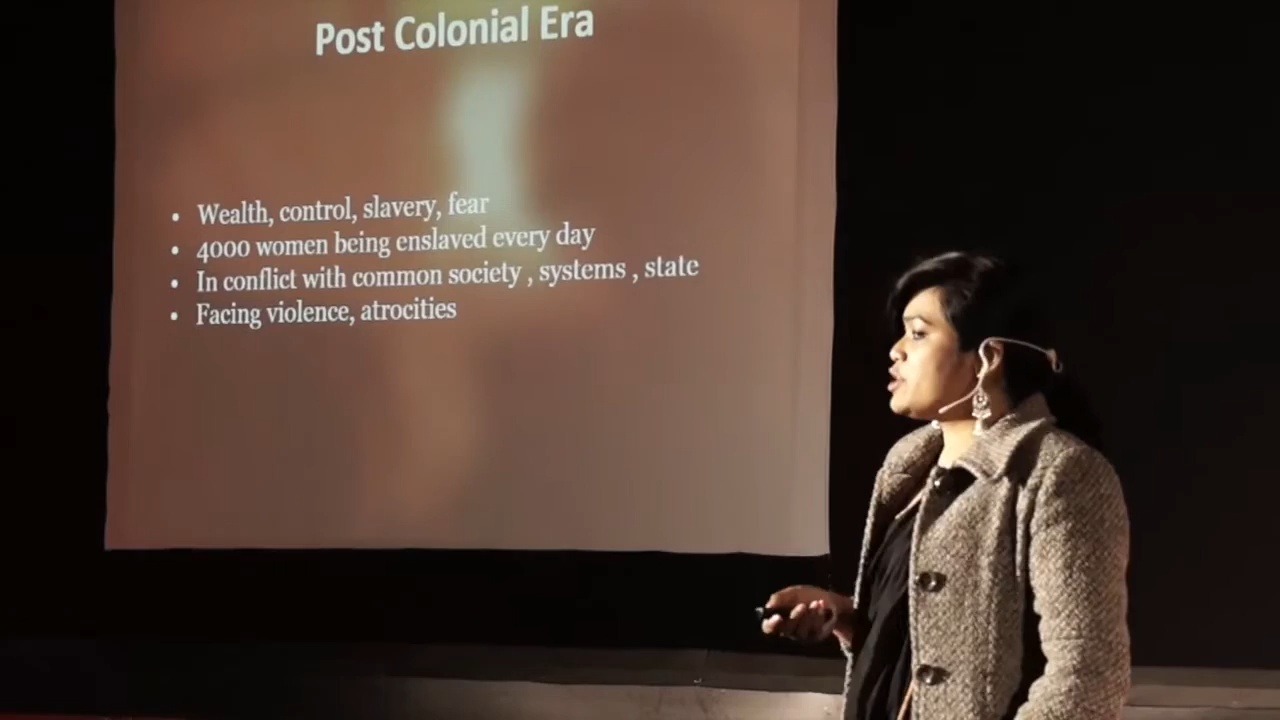 Post Colonial Era
• Wealth, control, slavery, fear
• 4000 women being enslaved every day
• In conflict with common society , systems , state
• Facing violence, atrocities